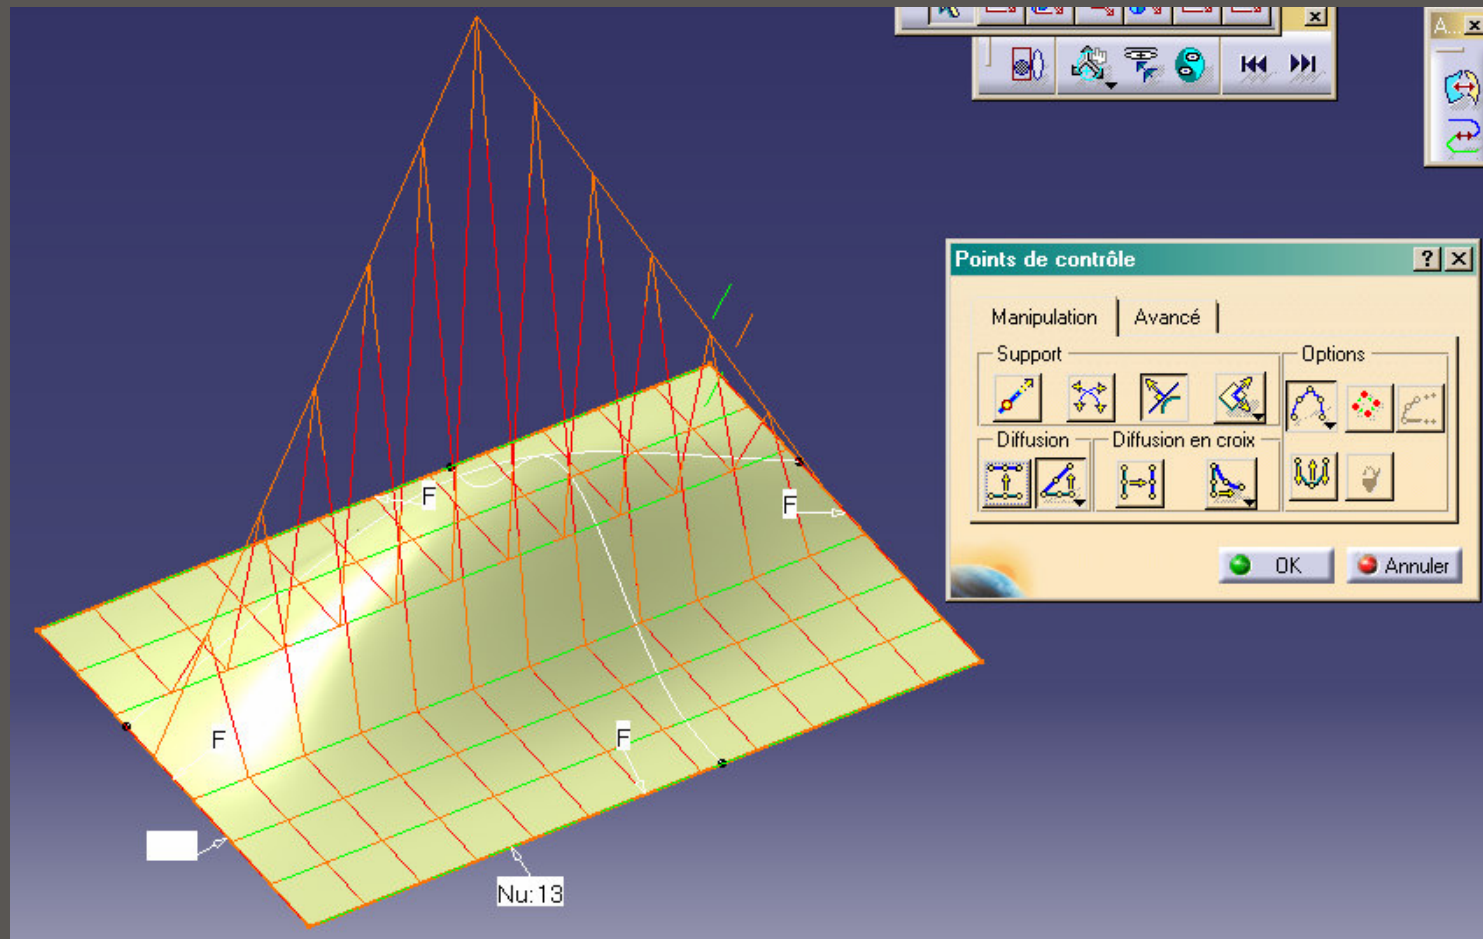 A...
Points de contrôle
Manipulation
Avancé
Support
Options
Diffusion
Diffusion en croix
OK
Annuler
F
F
F
F
Nu:13